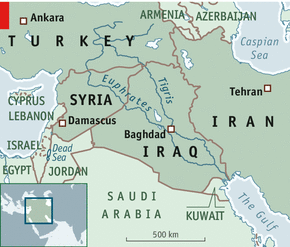 Ankara
ARMENIA
AZERBAIJAN
TURKEY
Caspian
Sea
Tigris
Euphrates
CYPRUS
SYRIA
Tehran
LEBANON
Damascus
Baghdad
IRAN
ISRAEL
Dead
Sea
IRAQ
EGYPT
JORDAN
SAUDI
ARABIA
KUWAIT
The Gulf
500 km